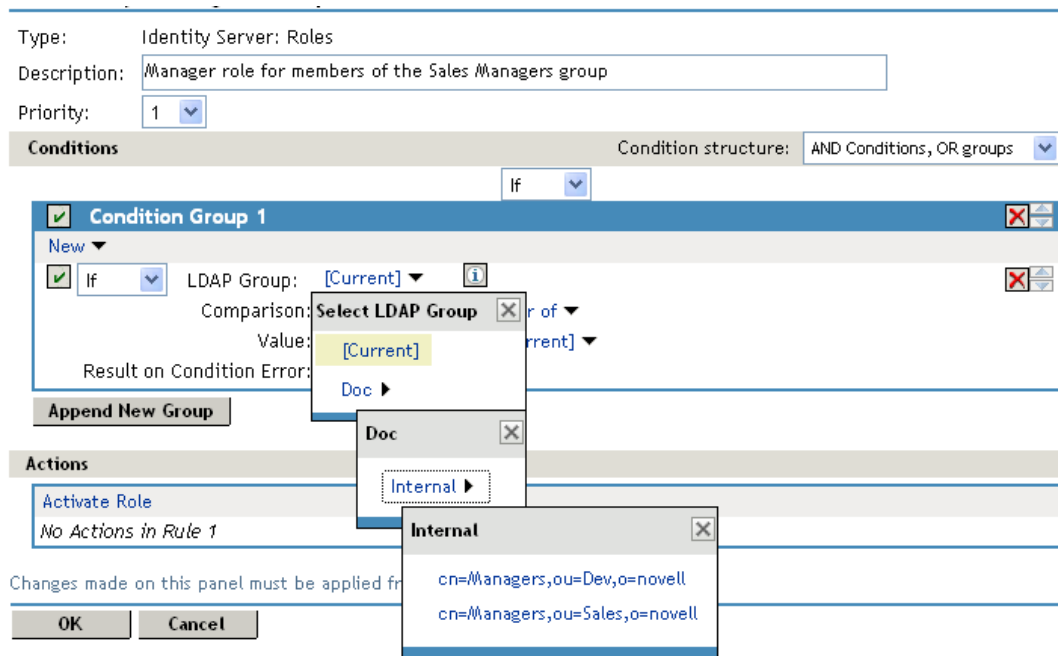 Type: Identity Server: Roles
Description: Manager role for members of the Sales Managers group
Priority: 1
Conditions Condition structure: AND Conditions, OR groups
If
Condition Group 1
New
If LDAP Group: [Current]
Comparison: r of
Select LDAP Group
Value: rrent]
[Current]
Result on Condition Error:
Doc
Append New Group
Doc
Actions
Internal
Activate Role
No Actions in Rule 1
Internal
Changes made on this panel must be applied fr
cn=Managers,ou=Dev,o=novell
cn=Managers,ou=Sales,o=novell
OK Cancel